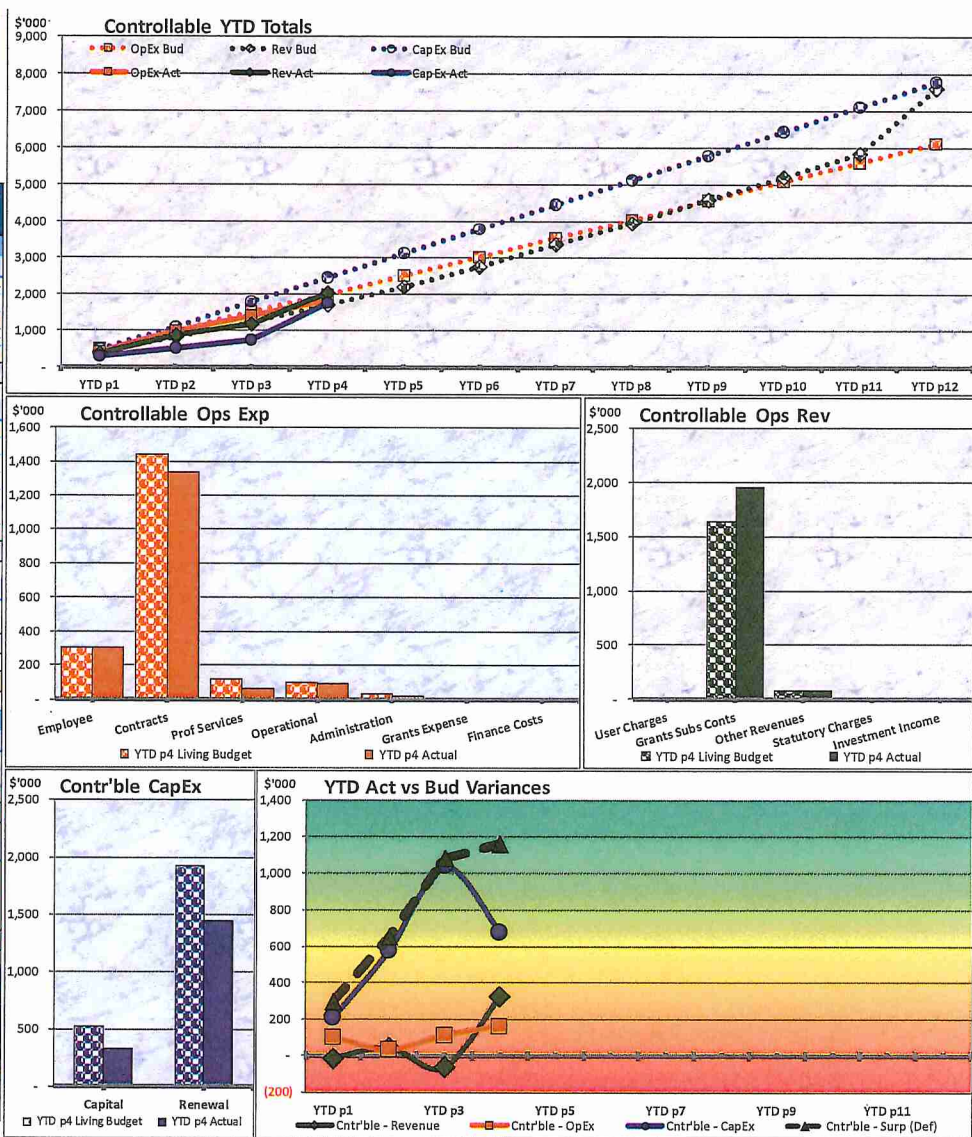 $'000
Controllable YTD Totals
9,000
OpEx Bud Rev Bud CapEx Bud
8,000
OpEx-Act Rev-Act CapEx-Act
7,000
6,000
5,000
4,000
3,000
2,000
1,000
-
YTD p1 YTD p2 YTD p3 YTD p4 YTD p5 YTD p6 YTD p7 YTD p8 YTD p9 YTD p10 YTD p11 YTD p12
$'000
Controllable Ops Exp
1,600
1,400
1,200
1,000
800
600
400
200
-
Employee Contracts Prof Services Operational Administration Grants Expense Finance Costs
YTD p4 Living Budget YTD p4 Actual
$'000
Controllable Ops Rev
2,500
2,000
1,500
1,000
500
-
User Charges Grants Subs Conts Other Revenues Statutory Charges Investment Income
YTD p4 Living Budget YTD p4 Actual
$'000
Contr'ble CapEx
2,500
2,000
1,500
1,000
500
-
Capital Renewal
YTD p4 Living Budget YTD p4 Actual
$'000
YTD Act vs Bud Variances
1,400
1,200
1,000
800
600
400
200
-
(200)
YTD p1 YTD p3 YTD p5 YTD p7 YTD p9 YTD p11
Cntr'ble - Revenue Cntr'ble - OpEx Cntr'ble - CapEx Cntr'ble - Surp (Def)